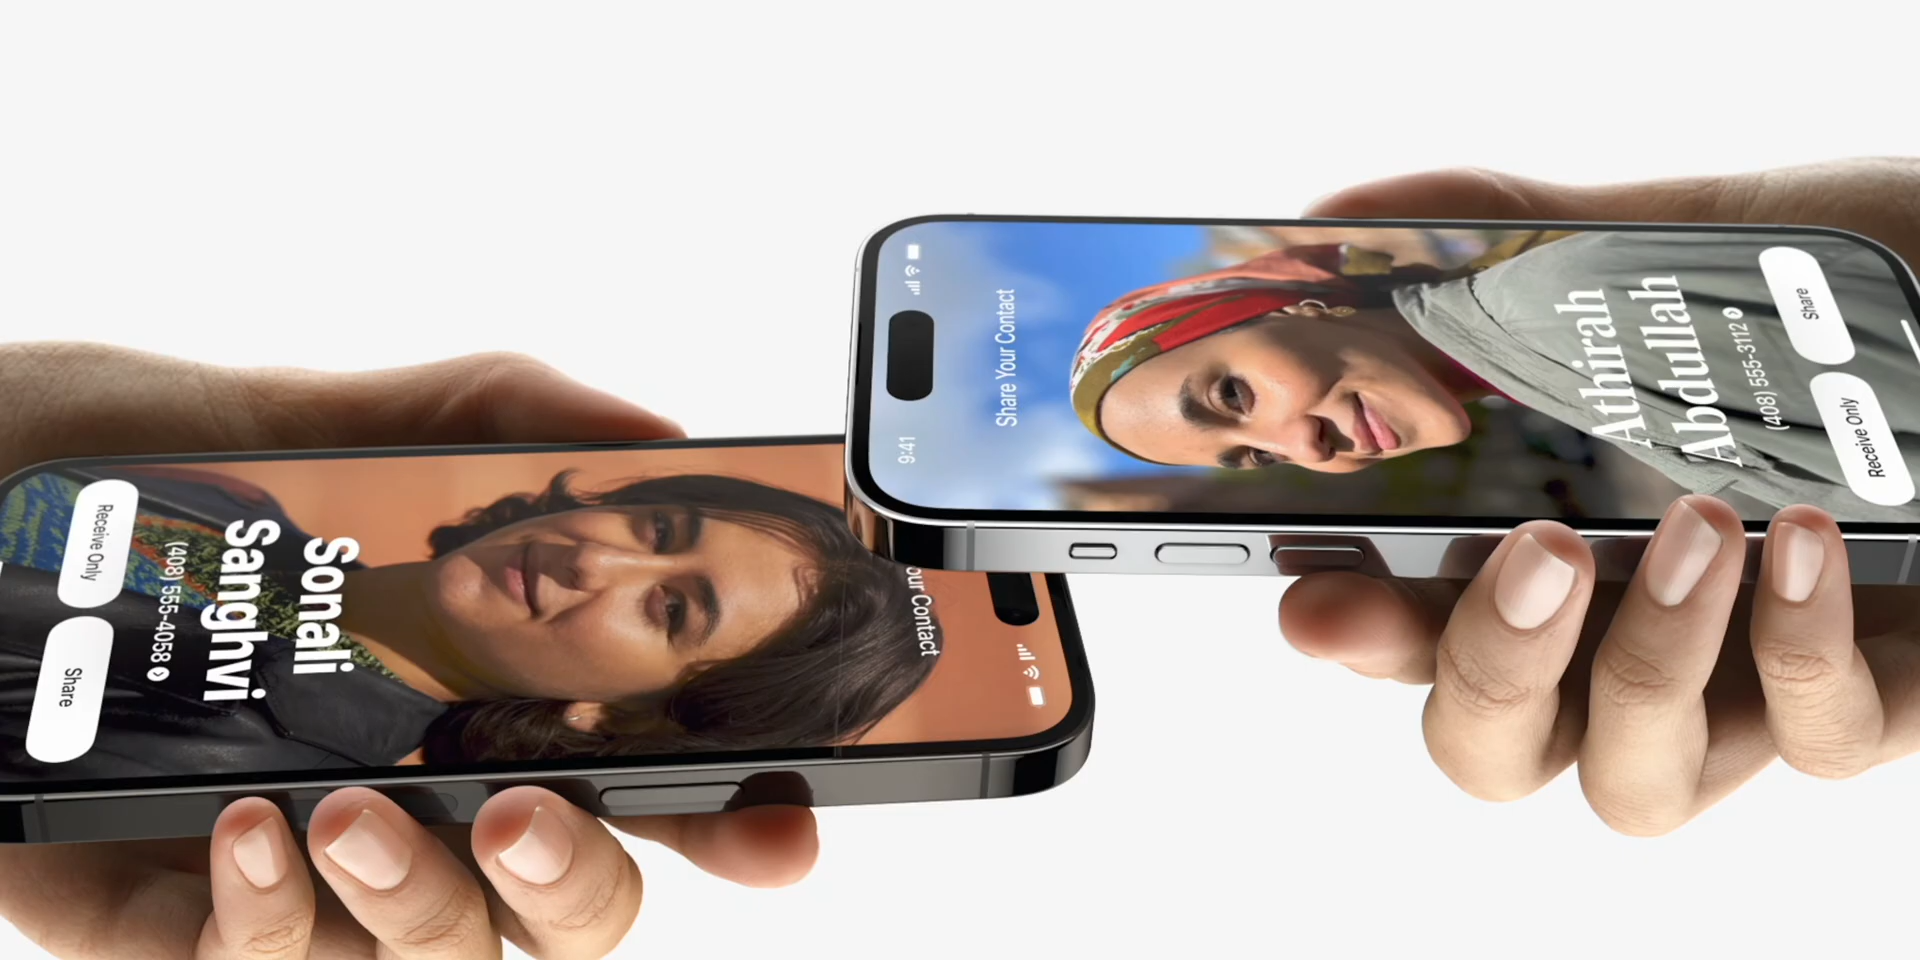 our Contact
Sonali
Sanghvi
(408) 555-4058
Receive Only
Share
9:41
Share Your Contact
Athirah
Abdullah
(408) 555-3112
Receive Only
Share